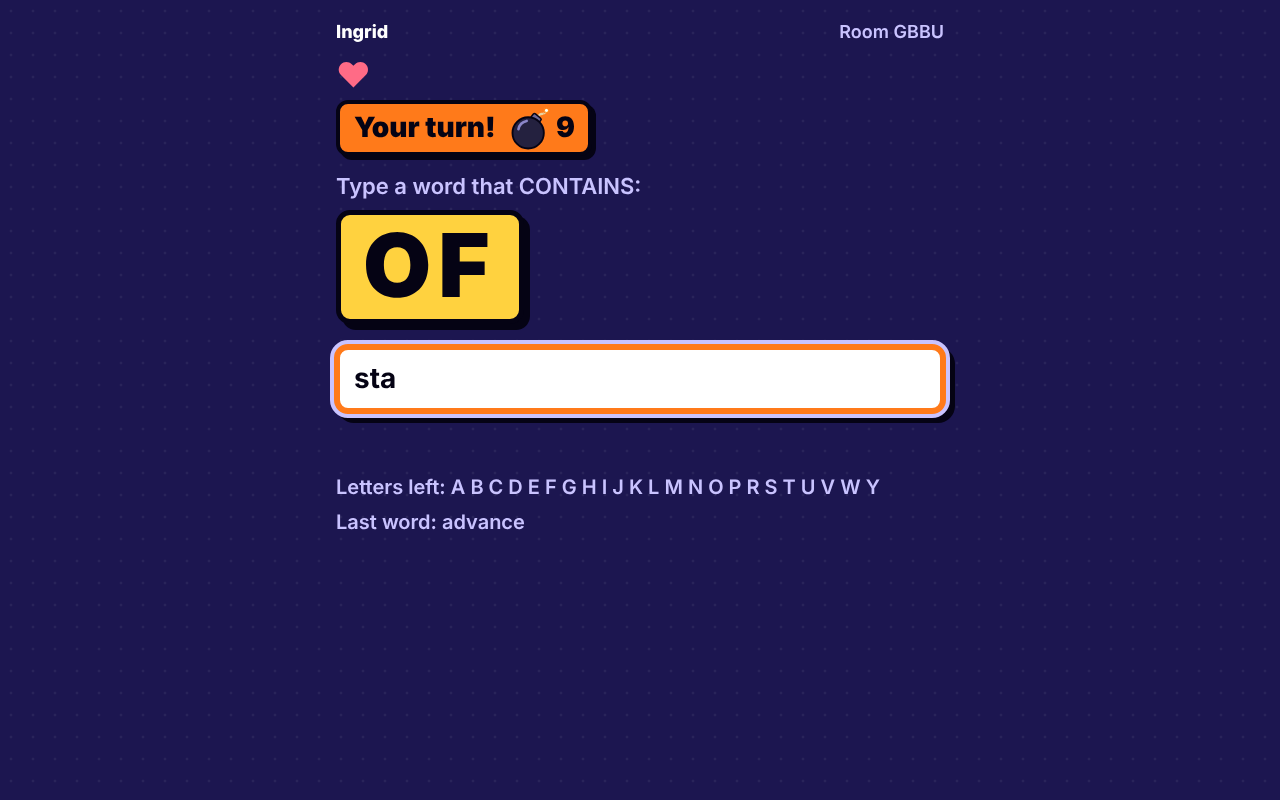 Ingrid Room GBBU
Your turn! 9
Type a word that CONTAINS:
OF
sta
Letters left: A B C D E F G H I J K L M N O P R S T U V W Y
Last word: advance